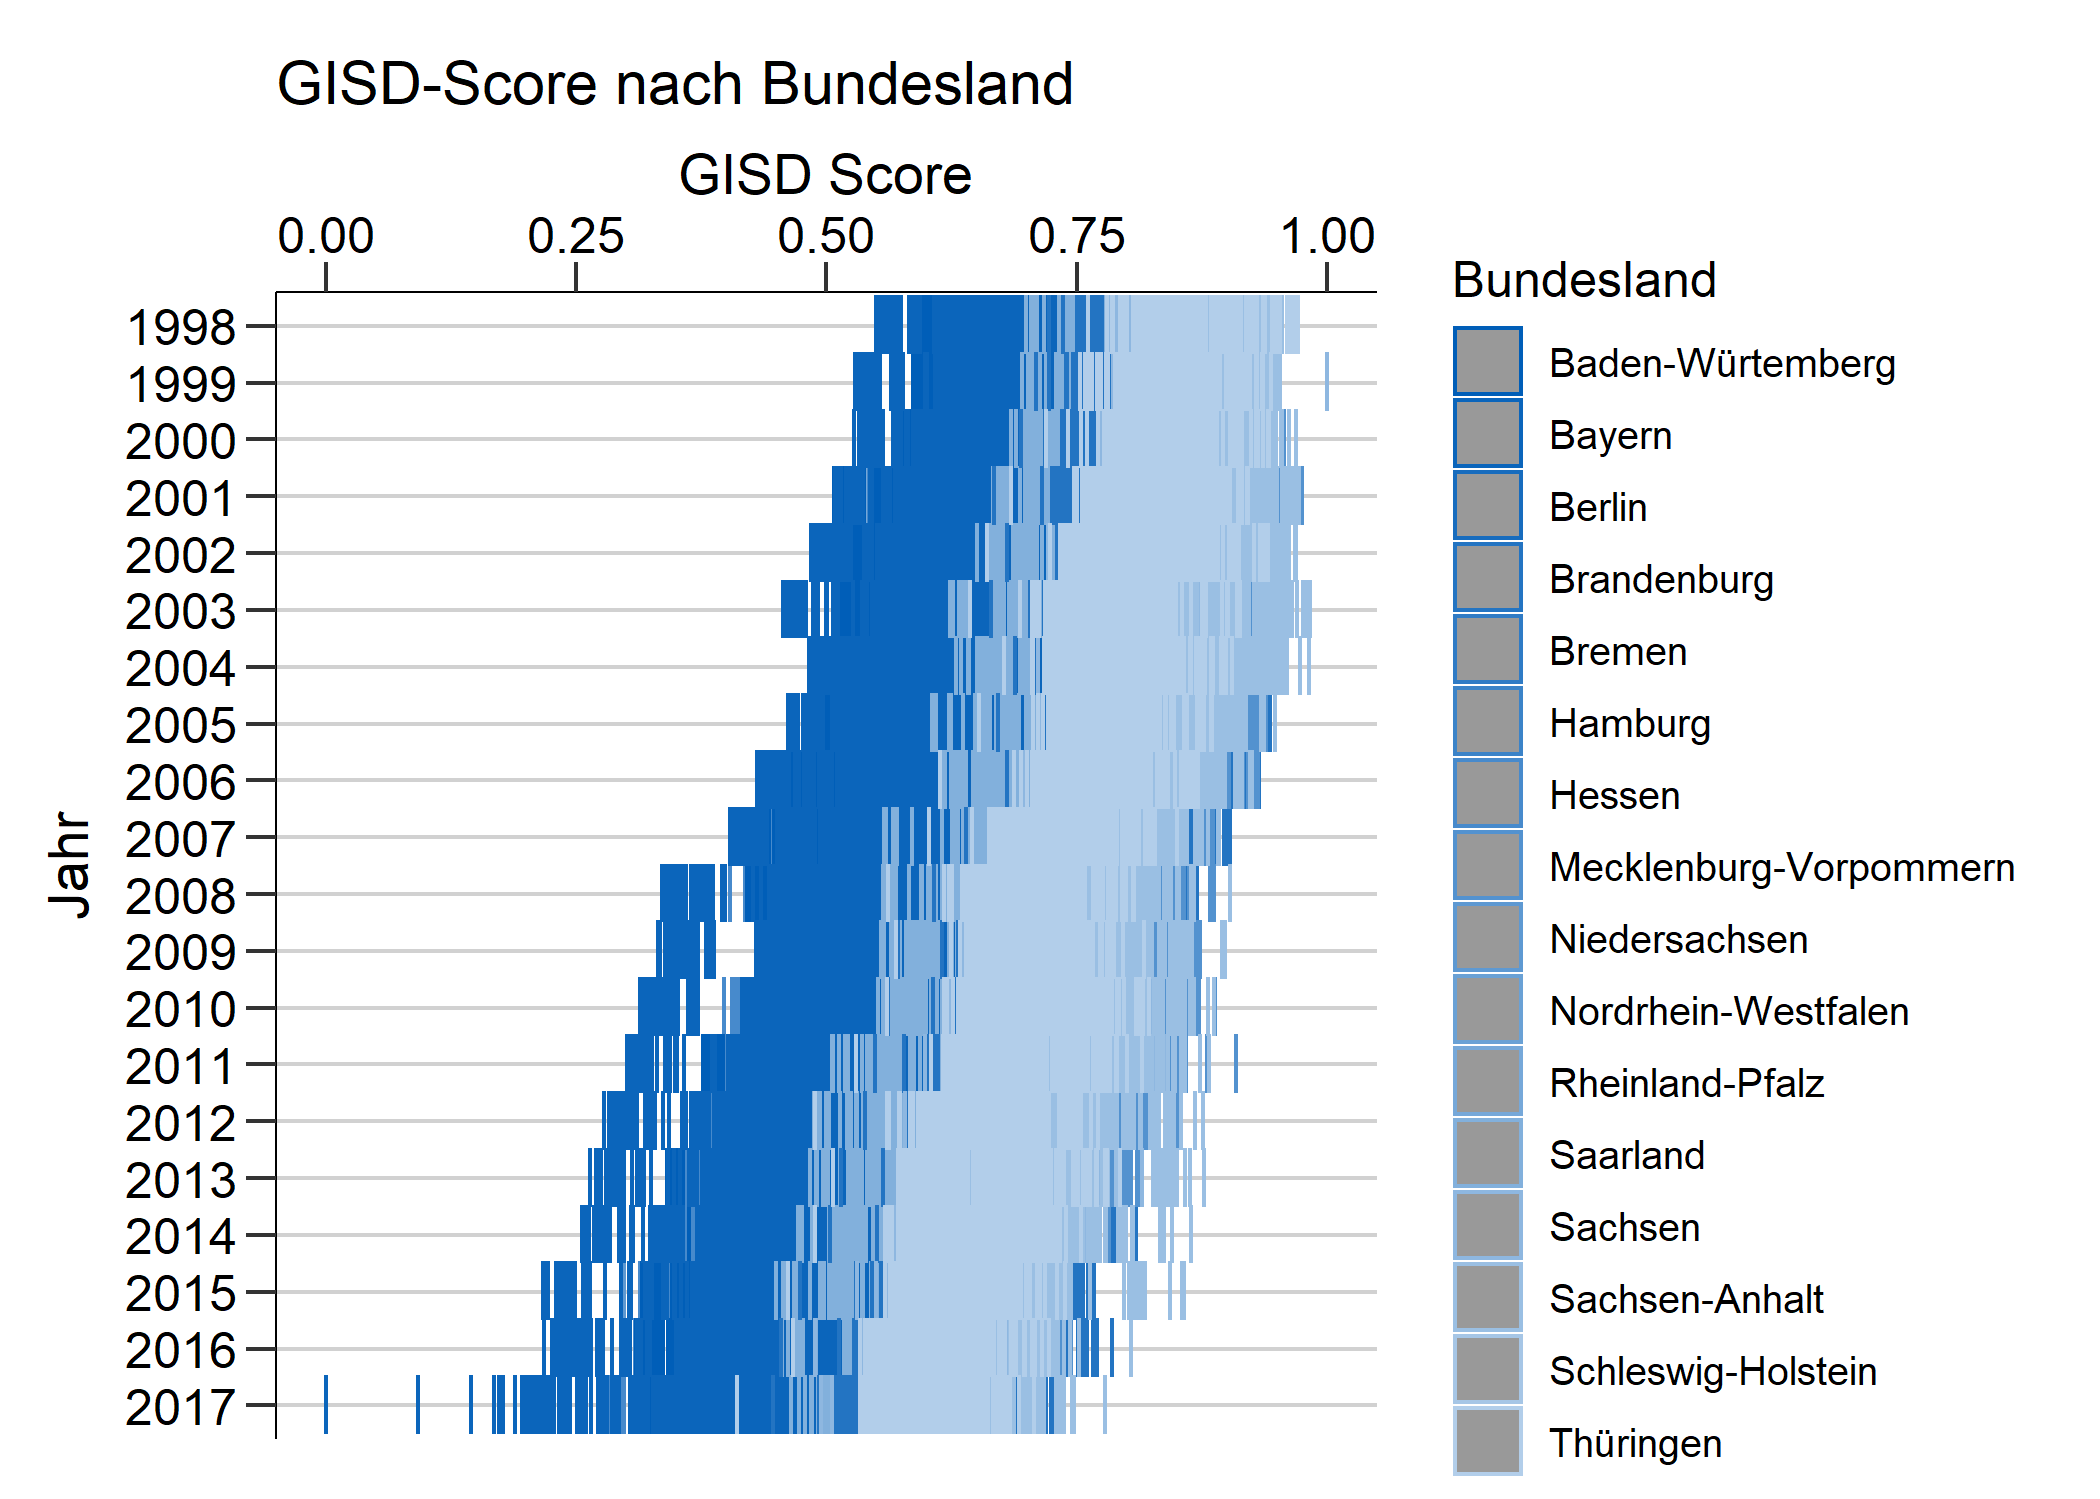 GISD-Score nach Bundesland
GISD Score
0.00 0.25 0.50 0.75 1.00
Jahr
1998
1999
2000
2001
2002
2003
2004
2005
2006
2007
2008
2009
2010
2011
2012
2013
2014
2015
2016
2017
Bundesland
Baden-Würtemberg
Bayern
Berlin
Brandenburg
Bremen
Hamburg
Hessen
Mecklenburg-Vorpommern
Niedersachsen
Nordrhein-Westfalen
Rheinland-Pfalz
Saarland
Sachsen
Sachsen-Anhalt
Schleswig-Holstein
Thüringen